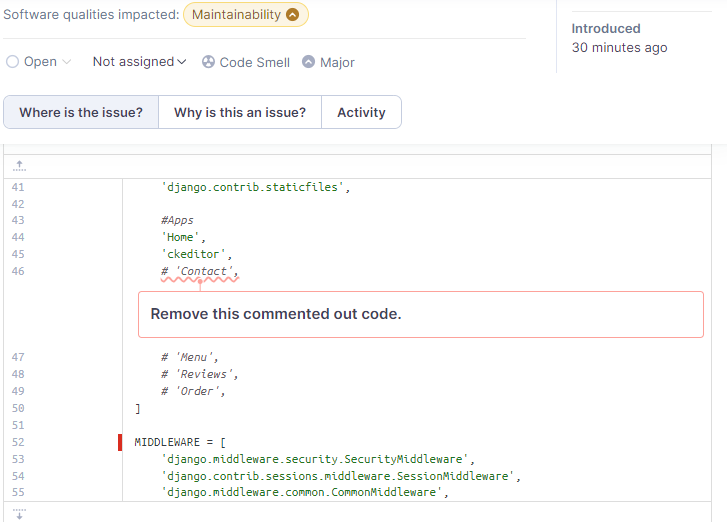 Software qualities impacted: Maintainability
Introduced
30 minutes ago
Open Not assigned Code Smell Major
Where is the issue? Why is this an issue? Activity
41 'django.contrib.staticfiles',
42
43 #Apps
44 'Home',
45 'ckeditor',
46 # 'Contact',
Remove this commented out code.
47 # 'Menu',
48 # 'Reviews',
49 # 'Order',
50 ]
51
52 MIDDLEWARE = [
53 'django.middleware.security.SecurityMiddleware',
54 'django.contrib.sessions.middleware.SessionMiddleware',
55 'django.middleware.common.CommonMiddleware',